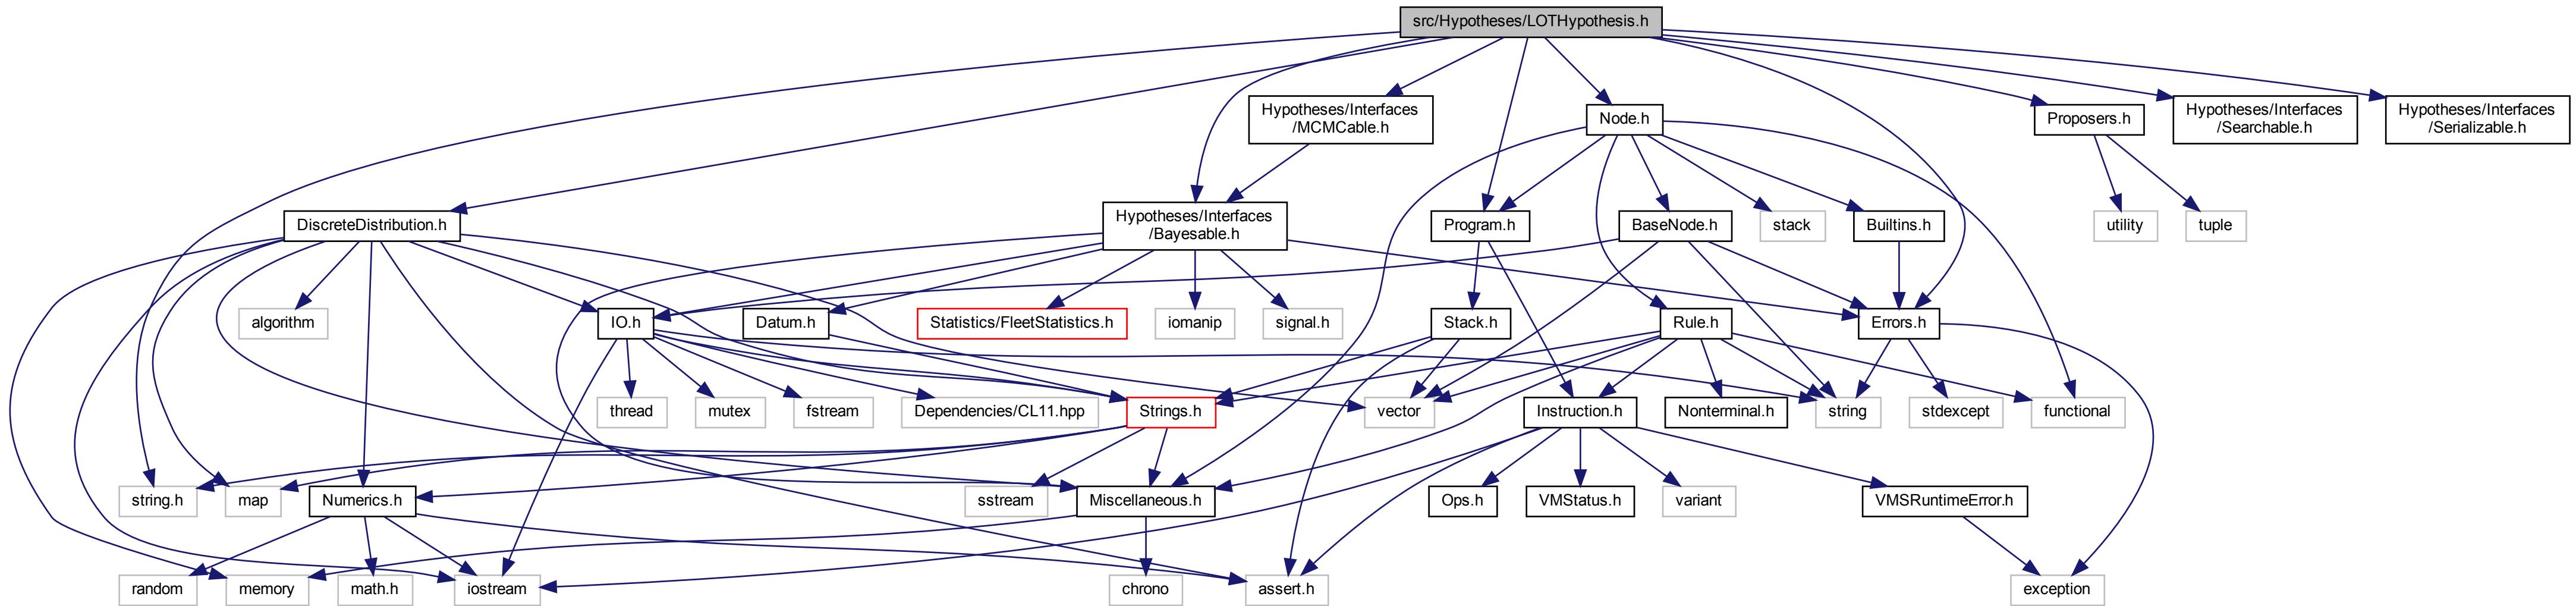 src/Hypotheses/LOTHypothesis.h
Hypotheses/Interfaces
/MCMCable.h
Node.h
Proposers.h
Hypotheses/Interfaces
/Searchable.h
Hypotheses/Interfaces
/Serializable.h
DiscreteDistribution.h
Hypotheses/Interfaces
/Bayesable.h
Program.h
BaseNode.h
stack
Builtins.h
utility
tuple
algorithm
IO.h
Datum.h
Statistics/FleetStatistics.h
iomanip
signal.h
Stack.h
Rule.h
Errors.h
thread
mutex
fstream
Dependencies/CL11.hpp
Strings.h
vector
Instruction.h
Nonterminal.h
string
stdexcept
functional
string.h
map
Numerics.h
sstream
Miscellaneous.h
Ops.h
VMStatus.h
variant
VMSRuntimeError.h
random
memory
math.h
iostream
chrono
assert.h
exception